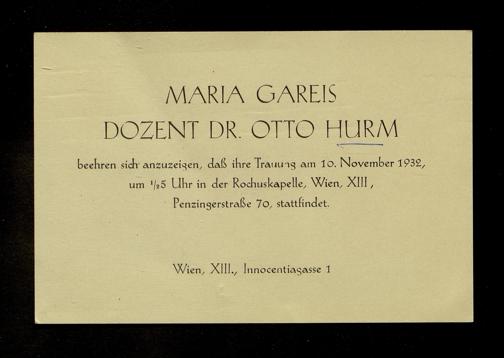 MARIA GAREIS
DOZENT DR. OTTO HURM
beehren sich anzuzeigen, daß ihre Trauung am 10. November 1932,
um ½5 Uhr in der Rochuskapelle, Wien, XIII,
Penzingerstraße 70, stattfindet.
Wien, XIII., Innocentiagasse 1